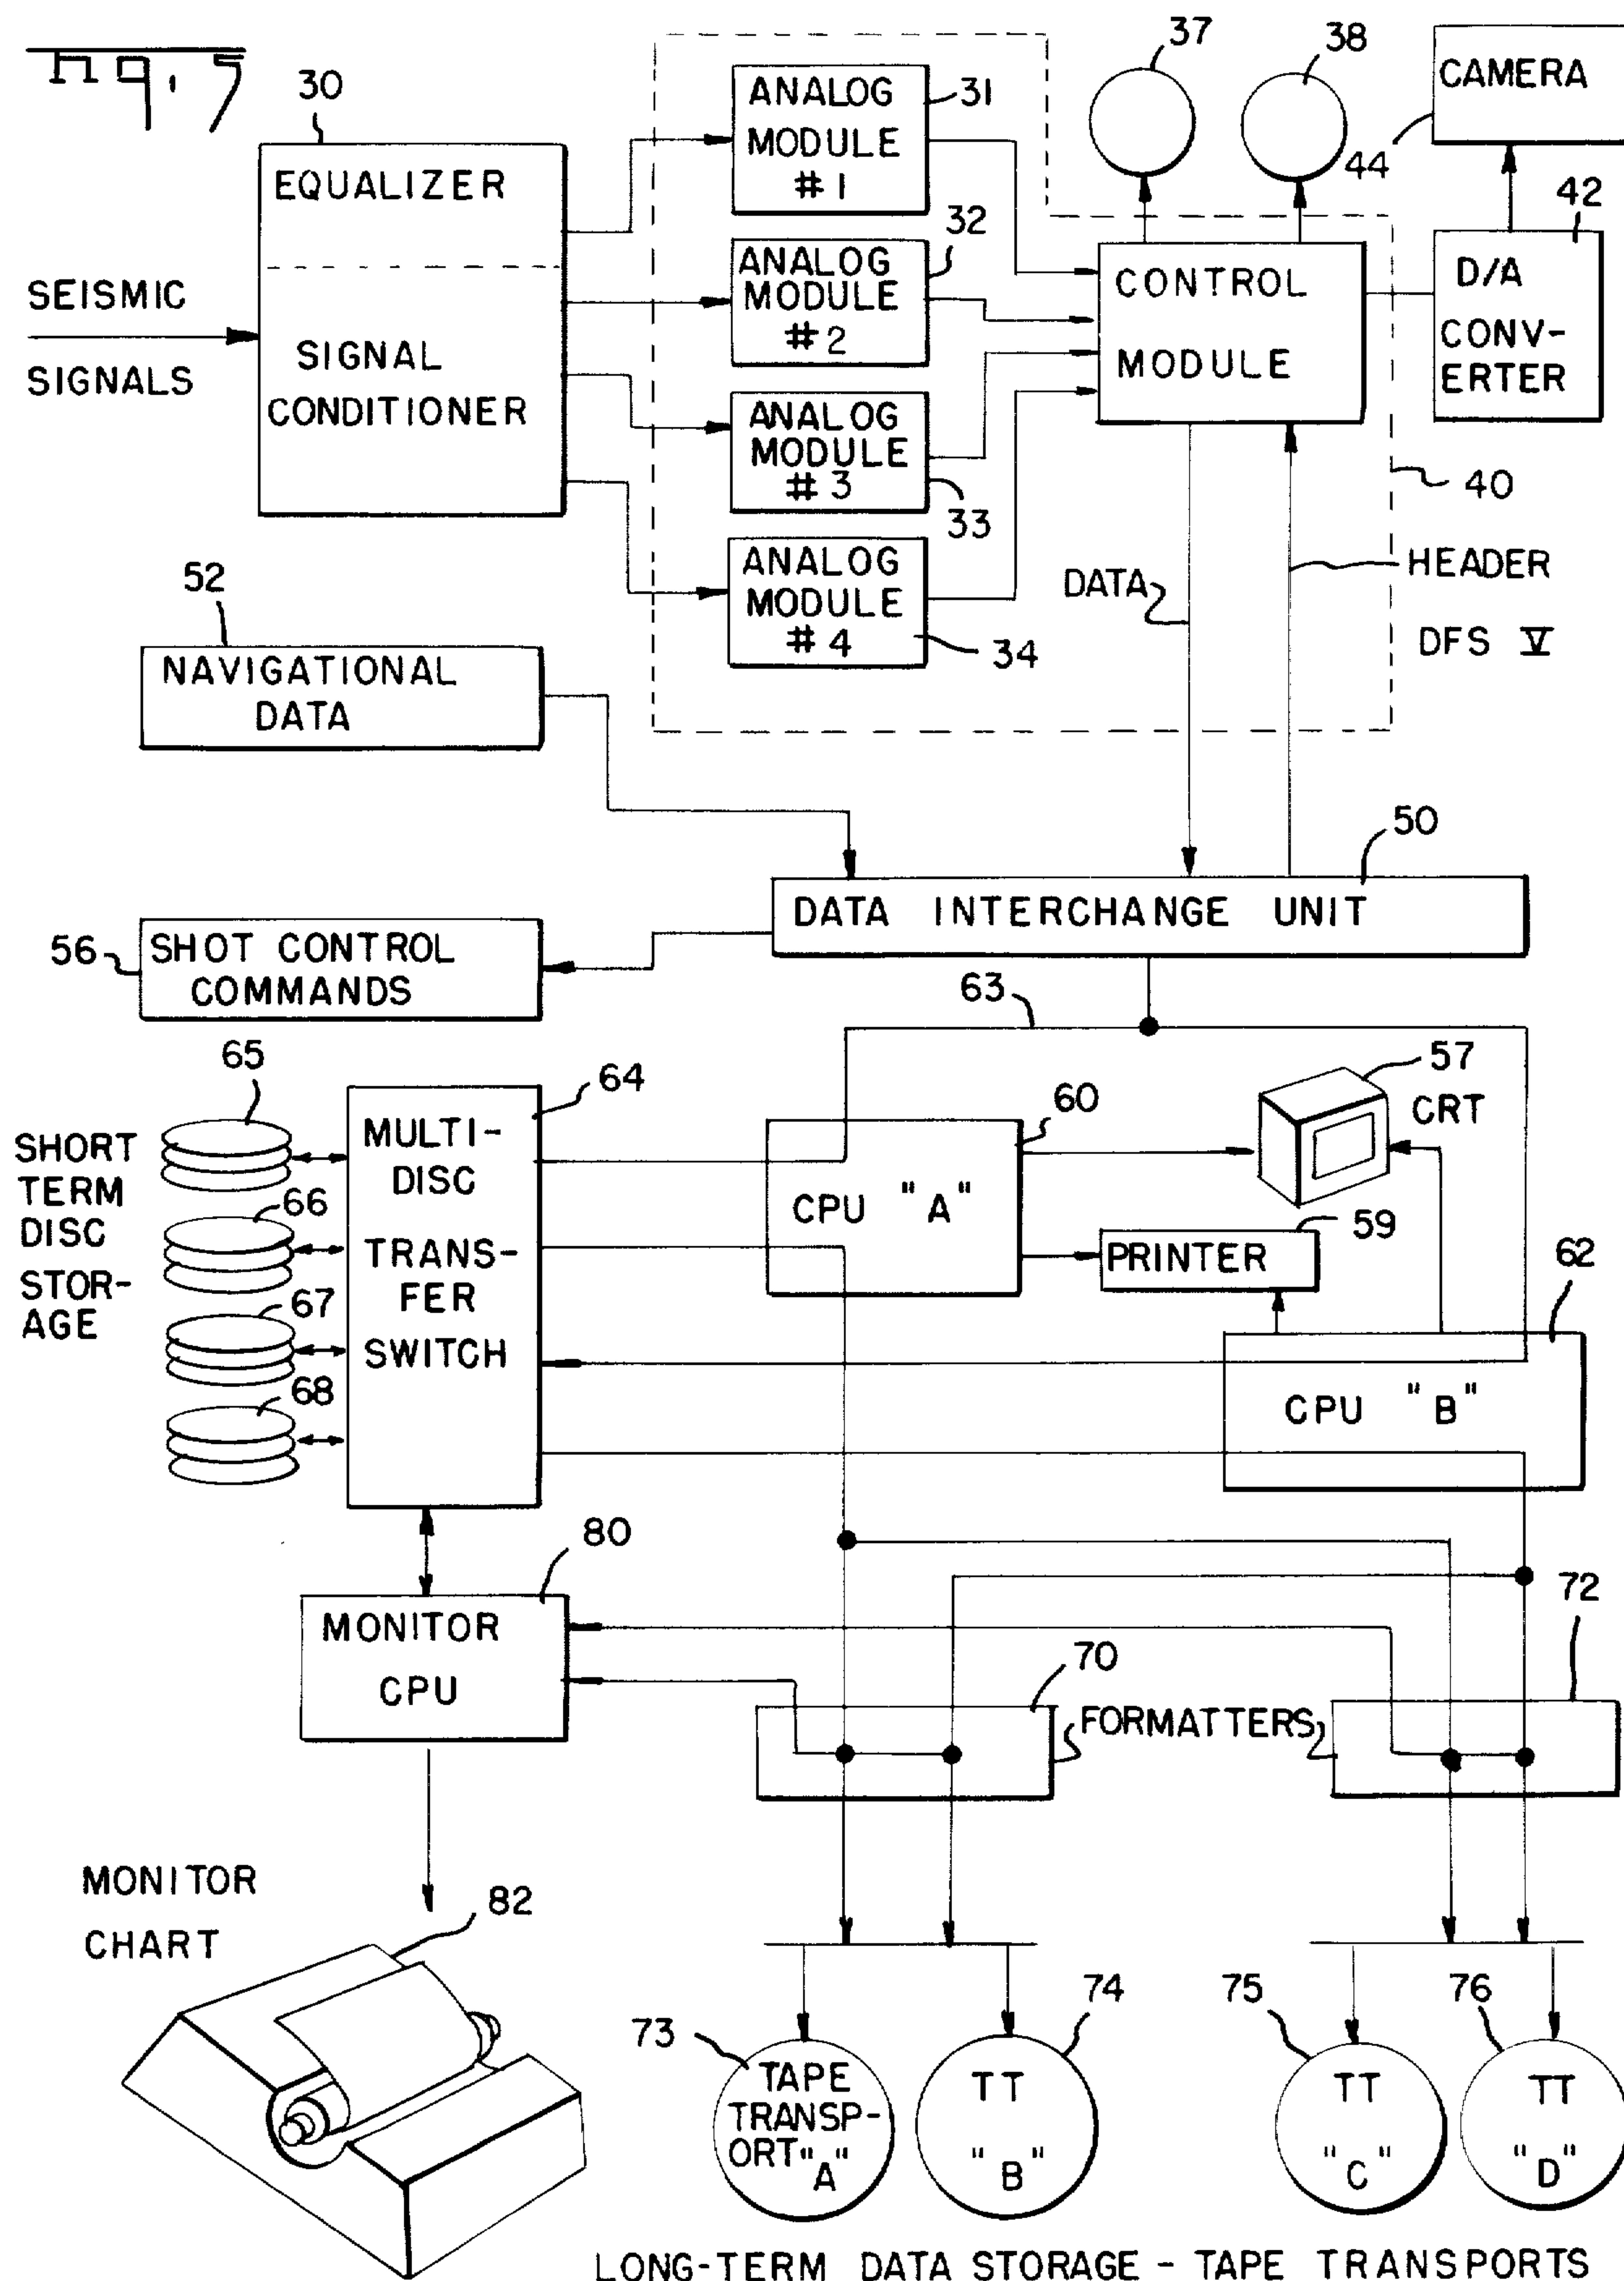 30
EQUALIZER
SIGNAL
CONDITIONER
SEISMIC
SIGNALS
ANALOG
MODULE
#1
31
ANALOG
MODULE
#2
32
ANALOG
MODULE
#3
33
ANALOG
MODULE
#4
34
37
38
CAMERA
44
42
D/A
CONV-
ERTER
CONTROL
MODULE
40
DATA
HEADER
DFS V
52
NAVIGATIONAL
DATA
50
DATA INTERCHANGE UNIT
56
SHOT CONTROL
COMMANDS
63
65
64
SHORT
TERM
DISC
STOR-
AGE
66
67
68
MULTI-
DISC
TRANS-
FER
SWITCH
60
CPU "A"
57
CRT
59
PRINTER
62
CPU "B"
80
MONITOR
CPU
70
FORMATTERS
72
MONITOR
CHART
82
73
TAPE
TRANSP-
ORT "A"
74
TT
"B"
75
TT
"C"
76
TT
"D"
LONG-TERM DATA STORAGE - TAPE TRANSPORTS